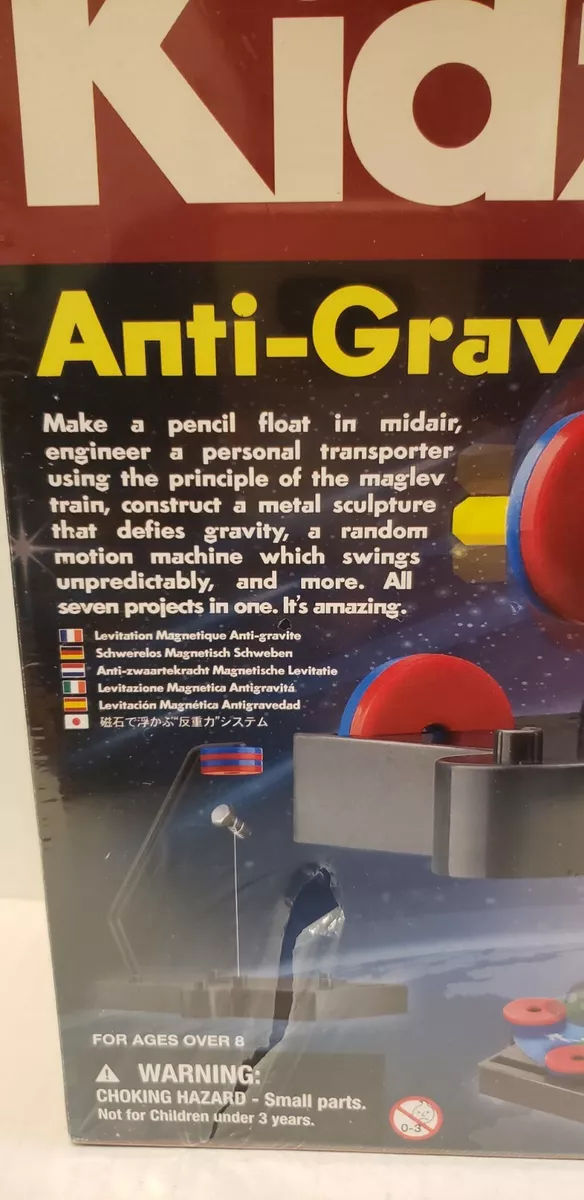 Kid
Anti-Grav
Make a pencil float in midair,
engineer a personal transporter
using the principle of the maglev
train, construct a metal sculpture
that defies gravity, a random
motion machine which swings
unpredictably, and more. All
seven projects in one. It's amazing.
Levitation Magnetique Anti-gravite
Schwerelos Magnetisch Schweben
Anti-zwaartekracht Magnetische Levitatie
Levitazione Magnetica Antigravitá
Levitación Magnética Antigravedad
磁石で浮かぶ"反重力"システム
FOR AGES OVER 8
WARNING:
CHOKING HAZARD - Small parts.
Not for Children under 3 years.
0-3